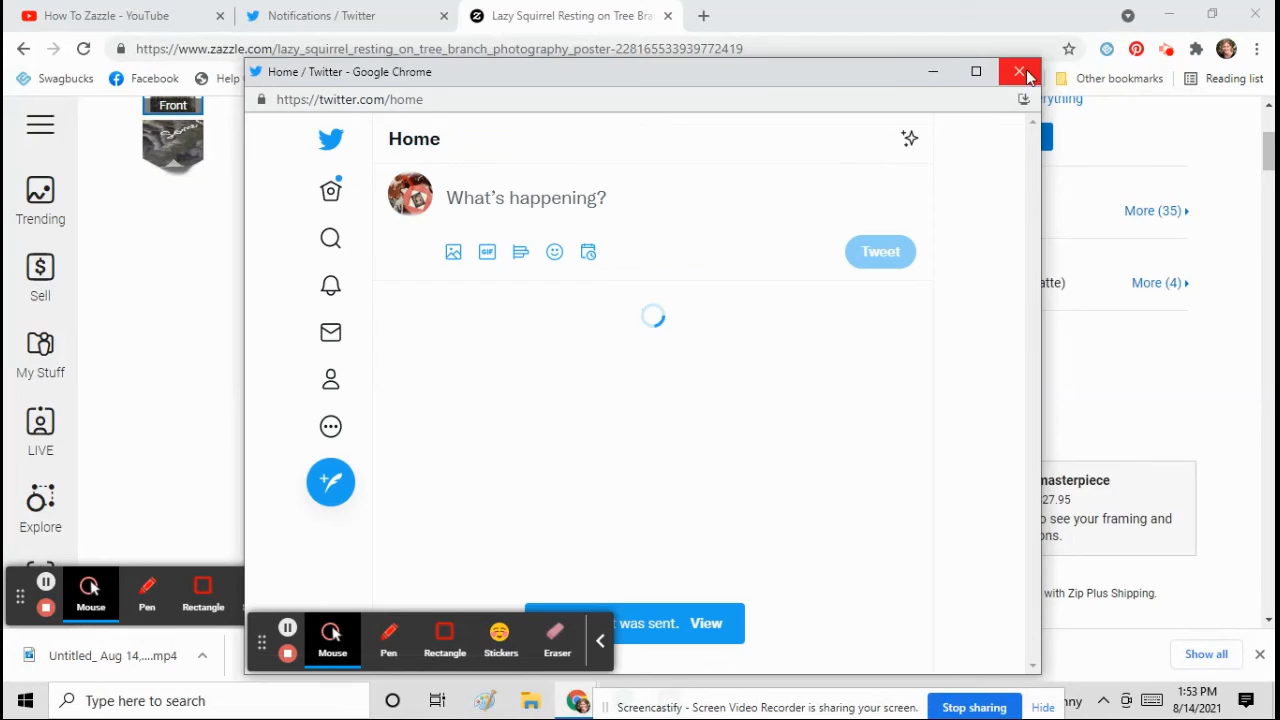 How To Zazzle - YouTube
Notifications / Twitter
Lazy Squirrel Resting on Tree Bra
https://www.zazzle.com/lazy_squirrel_resting_on_tree_branch_photography_poster-228165533939772419
Swagbucks
Facebook
Help
Other bookmarks
Reading list
Home / Twitter - Google Chrome
https://twitter.com/home
Front
Home
What's happening?
GIF
Tweet
Trending
Sell
My Stuff
LIVE
Explore
More (35)
atte)
More (4)
masterpiece
27.95
o see your framing and
ons.
with Zip Plus Shipping.
Mouse
Pen
Rectangle
t was sent. View
Mouse
Pen
Rectangle
Stickers
Eraser
Untitled_ Aug 14,....mp4
Show all
Type here to search
Screencastify - Screen Video Recorder is sharing your screen.
Stop sharing
Hide
nny
1:53 PM
8/14/2021